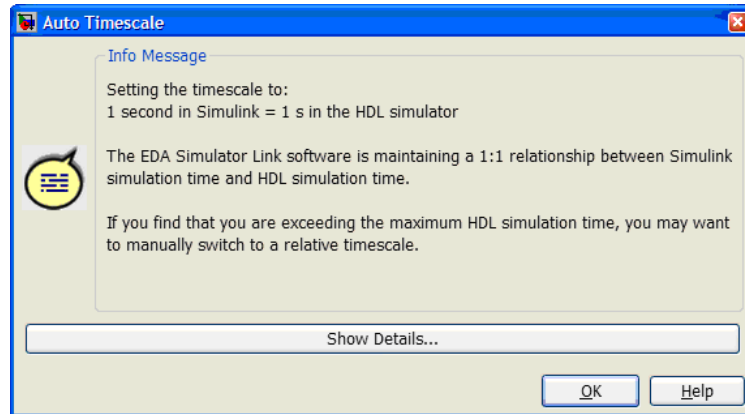 Auto Timescale
Info Message
Setting the timescale to:
1 second in Simulink = 1 s in the HDL simulator
The EDA Simulator Link software is maintaining a 1:1 relationship between Simulink
simulation time and HDL simulation time.
If you find that you are exceeding the maximum HDL simulation time, you may want
to manually switch to a relative timescale.
Show Details...
OK
Help